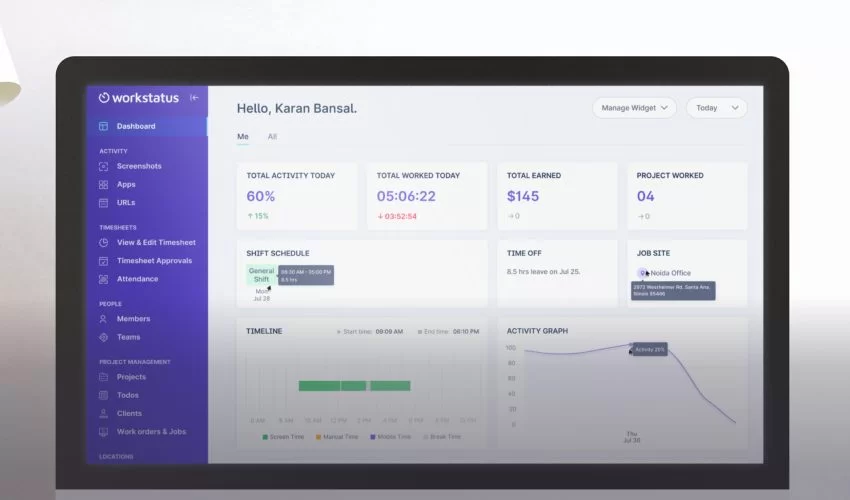 workstatus
Dashboard
ACTIVITY
Screenshots
Apps
URLs
TIMESHEETS
View & Edit Timesheet
Timesheet Approvals
Attendance
PEOPLE
Members
Teams
PROJECT MANAGEMENT
Projects
Todos
Clients
Work orders & Jobs
LOCATIONS
Hello, Karan Bansal.
Manage Widget
Today
Me
All
TOTAL ACTIVITY TODAY
60%
↑ 15%
TOTAL WORKED TODAY
05:06:22
↓ 03:52:54
TOTAL EARNED
$145
→ 0
PROJECT WORKED
04
→ 0
SHIFT SCHEDULE
General
Shift
08:30 AM - 05:00 PM
8.5 hrs
Mon
Jul 28
TIME OFF
8.5 hrs leave on Jul 25.
JOB SITE
Noida Office
2972 Westheimer Rd. Santa Ana,
Illinois 85486
TIMELINE
Start time: 09:09 AM
End time: 06:10 PM
6 AM 8 AM 10 AM 12 PM 2 PM 4 PM 6 PM 8 PM 10 PM
Screen Time
Manual Time
Mobile Time
Break Time
ACTIVITY GRAPH
100
80
60
40
20
0
Thu
Jul 30